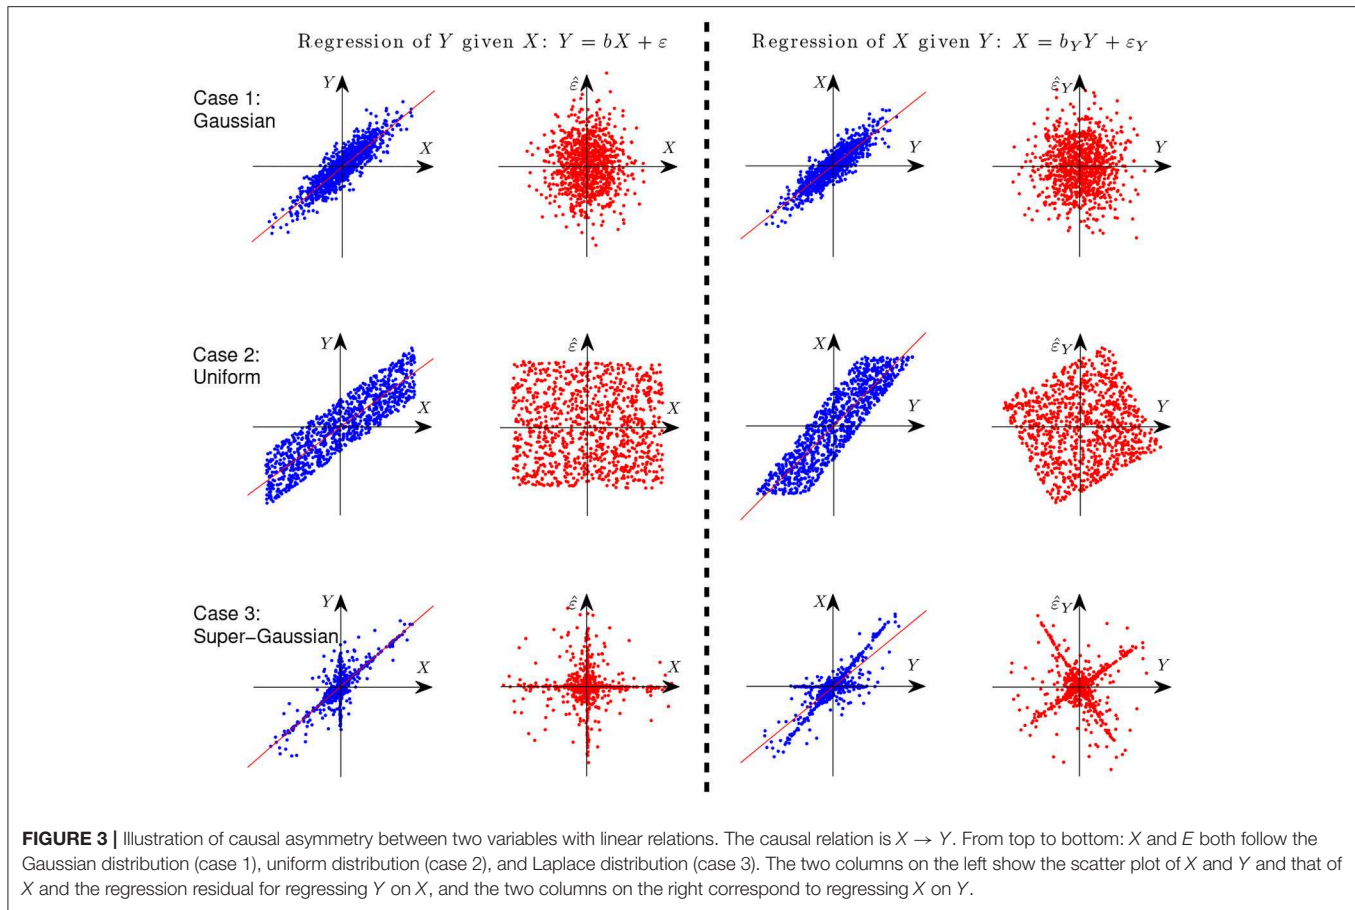 Regression of Y given X: Y = bX + ε
Regression of X given Y: X = b_Y Y + ε_Y
Case 1:
Gaussian
Y
X
ε̂
X
X
Y
ε̂_Y
Y
Case 2:
Uniform
Y
X
ε̂
X
X
Y
ε̂_Y
Y
Case 3:
Super−Gaussian
Y
X
ε̂
X
X
Y
ε̂_Y
Y
FIGURE 3 | Illustration of causal asymmetry between two variables with linear relations. The causal relation is X → Y. From top to bottom: X and E both follow the
Gaussian distribution (case 1), uniform distribution (case 2), and Laplace distribution (case 3). The two columns on the left show the scatter plot of X and Y and that of
X and the regression residual for regressing Y on X, and the two columns on the right correspond to regressing X on Y.